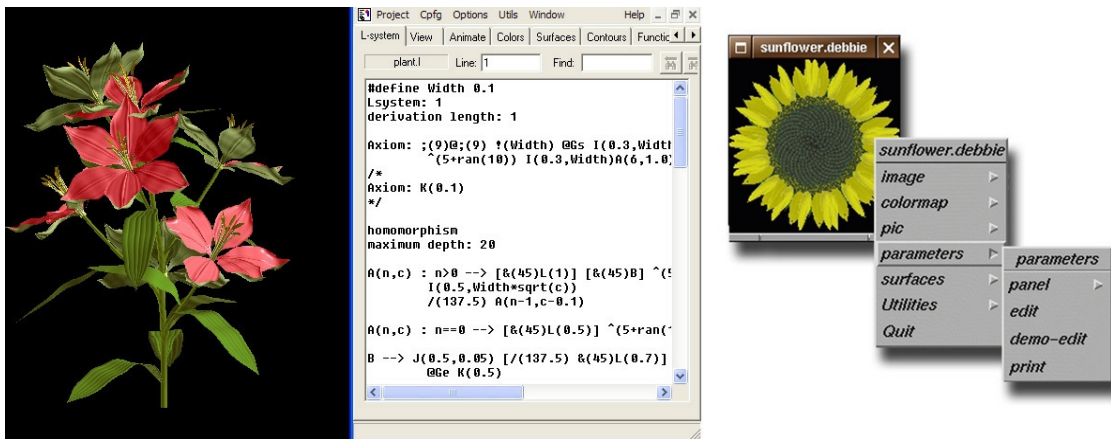 Project Cpfg Options Utils Window Help
L-system View Animate Colors Surfaces Contours Functic
plant.l Line: 1 Find:
#define Width 0.1
Lsystem: 1
derivation length: 1
Axiom: ;(9)@;(9) !(Width) @Gs I(0.3,Width
^(5+ran(10)) I(0.3,Width)A(6,1.0)
/*
Axiom: K(0.1)
*/
homomorphism
maximum depth: 20
A(n,c) : n>0 --> [&(45)L(1)] [&(45)B] ^(5
I(0.5,Width*sqrt(c))
/(137.5) A(n-1,c-0.1)
A(n,c) : n==0 --> [&(45)L(0.5)] ^(5+ran(1
B --> J(0.5,0.05) [/(137.5) &(45)L(0.7)]
@Ge K(0.5)
sunflower.debbie
sunflower.debbie
image
colormap
pic
parameters
surfaces
Utilities
Quit
parameters
panel
edit
demo-edit
print